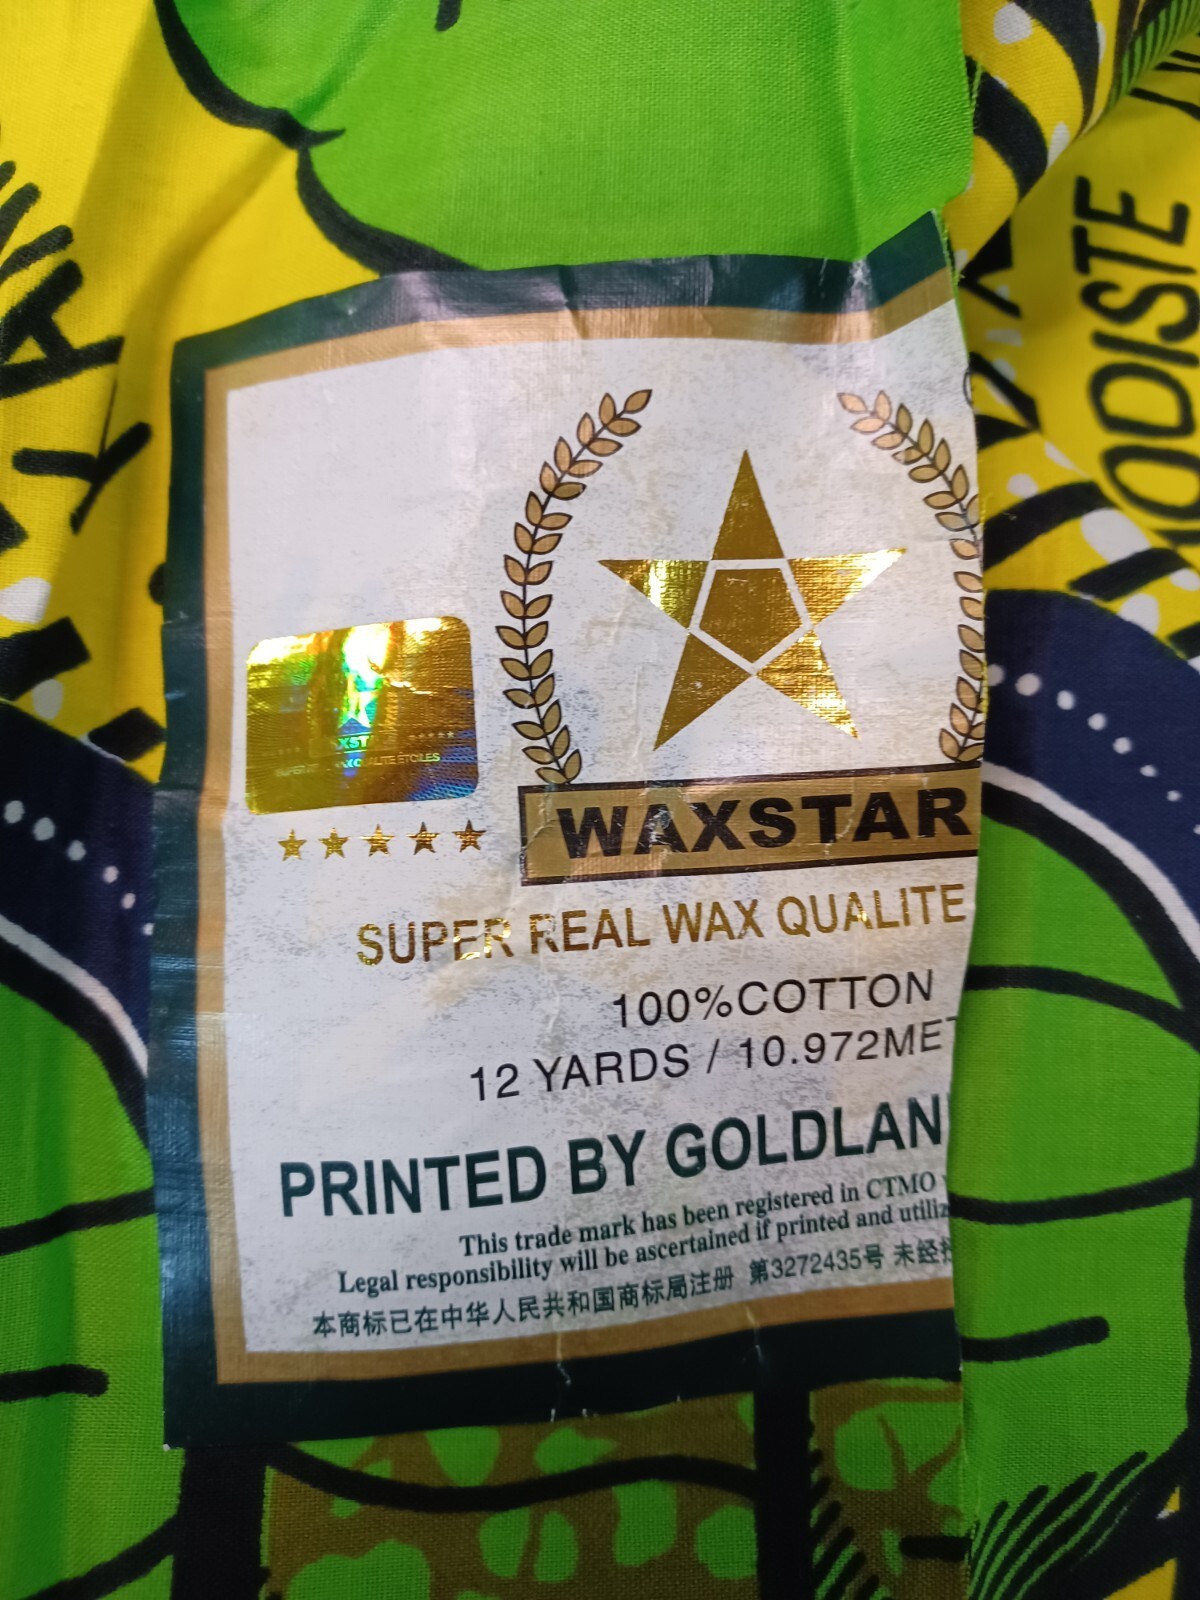 MODISTE
WAXSTAR
SUPER REAL WAX QUALITE
100%COTTON
12 YARDS / 10.972MET
PRINTED BY GOLDLAN
This trade mark has been registered in CTMO
Legal responsibility will be ascertained if printed and utiliz
本商标已在中华人民共和国商标局注册 第3272435号 未经